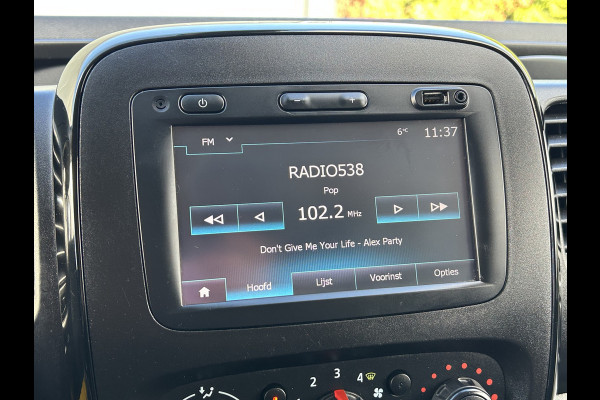 FM 6°C 11:37
RADIO538
Pop
102.2 MHz
Don't Give Me Your Life - Alex Party
Hoofd Lijst Voorinst Opties
2 3 4